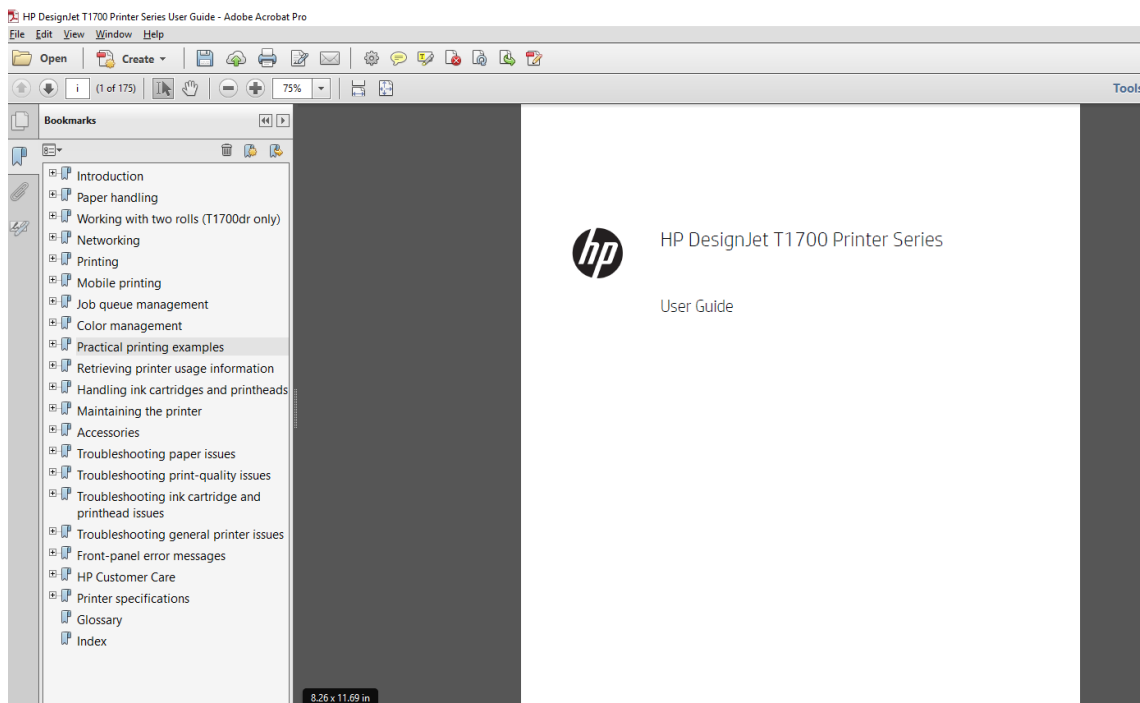 HP DesignJet T1700 Printer Series User Guide - Adobe Acrobat Pro
File Edit View Window Help
Open Create
i (1 of 175) 75% Tools
Bookmarks
Introduction
Paper handling
Working with two rolls (T1700dr only)
Networking
Printing
Mobile printing
Job queue management
Color management
Practical printing examples
Retrieving printer usage information
Handling ink cartridges and printheads
Maintaining the printer
Accessories
Troubleshooting paper issues
Troubleshooting print-quality issues
Troubleshooting ink cartridge and
printhead issues
Troubleshooting general printer issues
Front-panel error messages
HP Customer Care
Printer specifications
Glossary
Index
8.26 x 11.69 in
hp
HP DesignJet T1700 Printer Series
User Guide